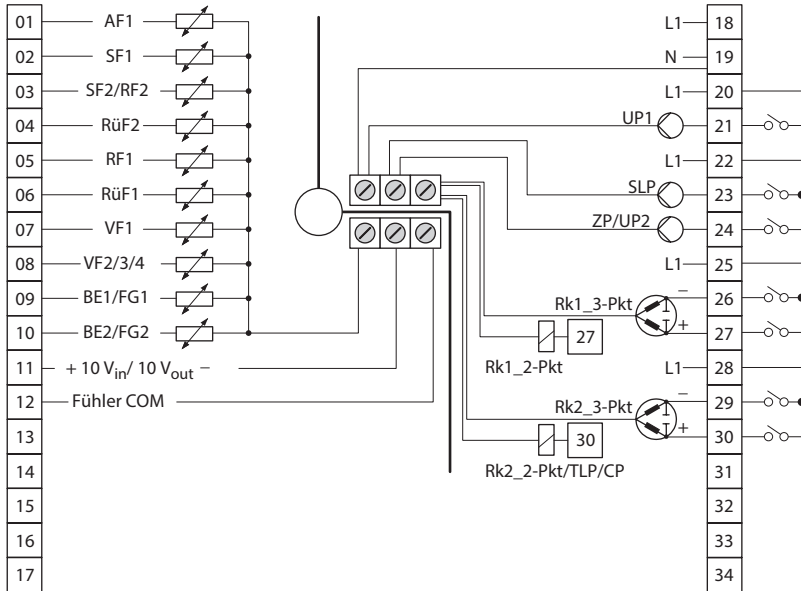 01 AF1
02 SF1
03 SF2/RF2
04 RüF2
05 RF1
06 RüF1
07 VF1
08 VF2/3/4
09 BE1/FG1
10 BE2/FG2
11 + 10 Vin/ 10 Vout –
12 Fühler COM
13
14
15
16
17
L1 18
N 19
L1 20
UP1 21
L1 22
SLP 23
ZP/UP2 24
L1 25
Rk1_3-Pkt – 26
+ 27
27
Rk1_2-Pkt
L1 28
Rk2_3-Pkt – 29
+ 30
30
Rk2_2-Pkt/TLP/CP
31
32
33
34